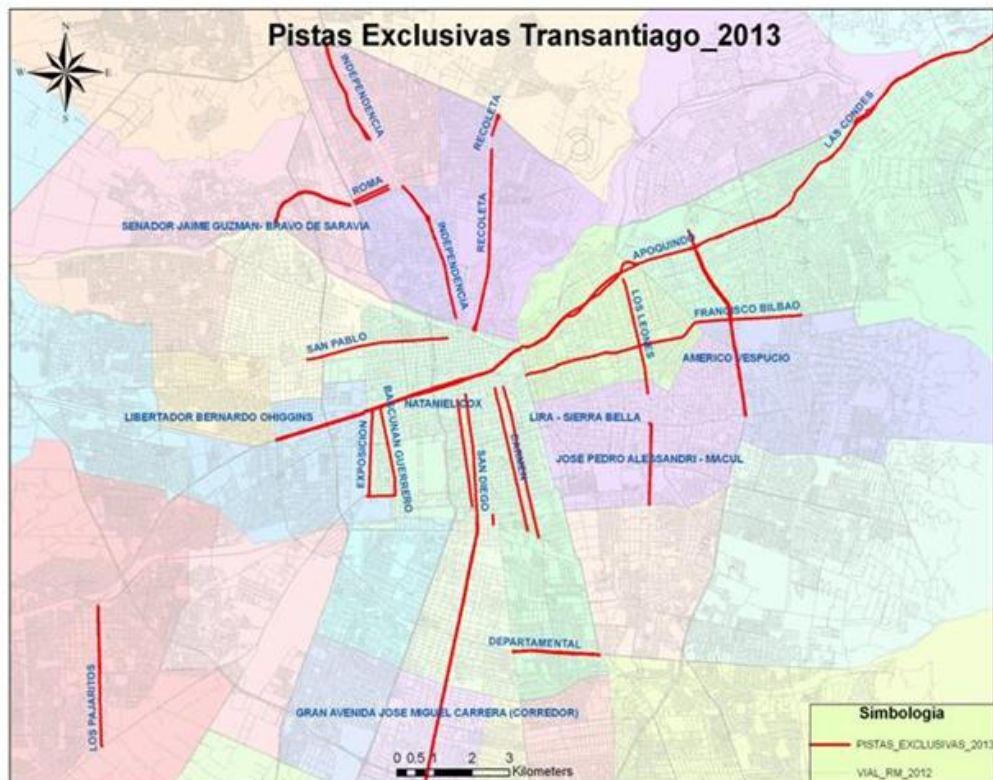 Pistas Exclusivas Transantiago_2013
N
W
E
S
INDEPENDENCIA
RECOLETA
LAS CONDES
ROMA
SENADOR JAIME GUZMAN- BRAVO DE SARAVIA
INDEPENDENCIA
RECOLETA
APOQUINDO
LOS LEONES
FRANCISCO BILBAO
SAN PABLO
AMERICO VESPUCIO
NATANIEL COX
LIBERTADOR BERNARDO OHIGGINS
LIRA - SIERRA BELLA
EXPOSICION
BASCUNAN GUERRERO
SAN DIEGO
CARMEN
JOSE PEDRO ALESSANDRI - MACUL
DEPARTAMENTAL
LOS PAJARITOS
GRAN AVENIDA JOSE MIGUEL CARRERA (CORREDOR)
Simbologia
PISTAS_EXCLUSIVAS_2013
VIAL_RM_2012
0 0.5 1 2 3
Kilometers